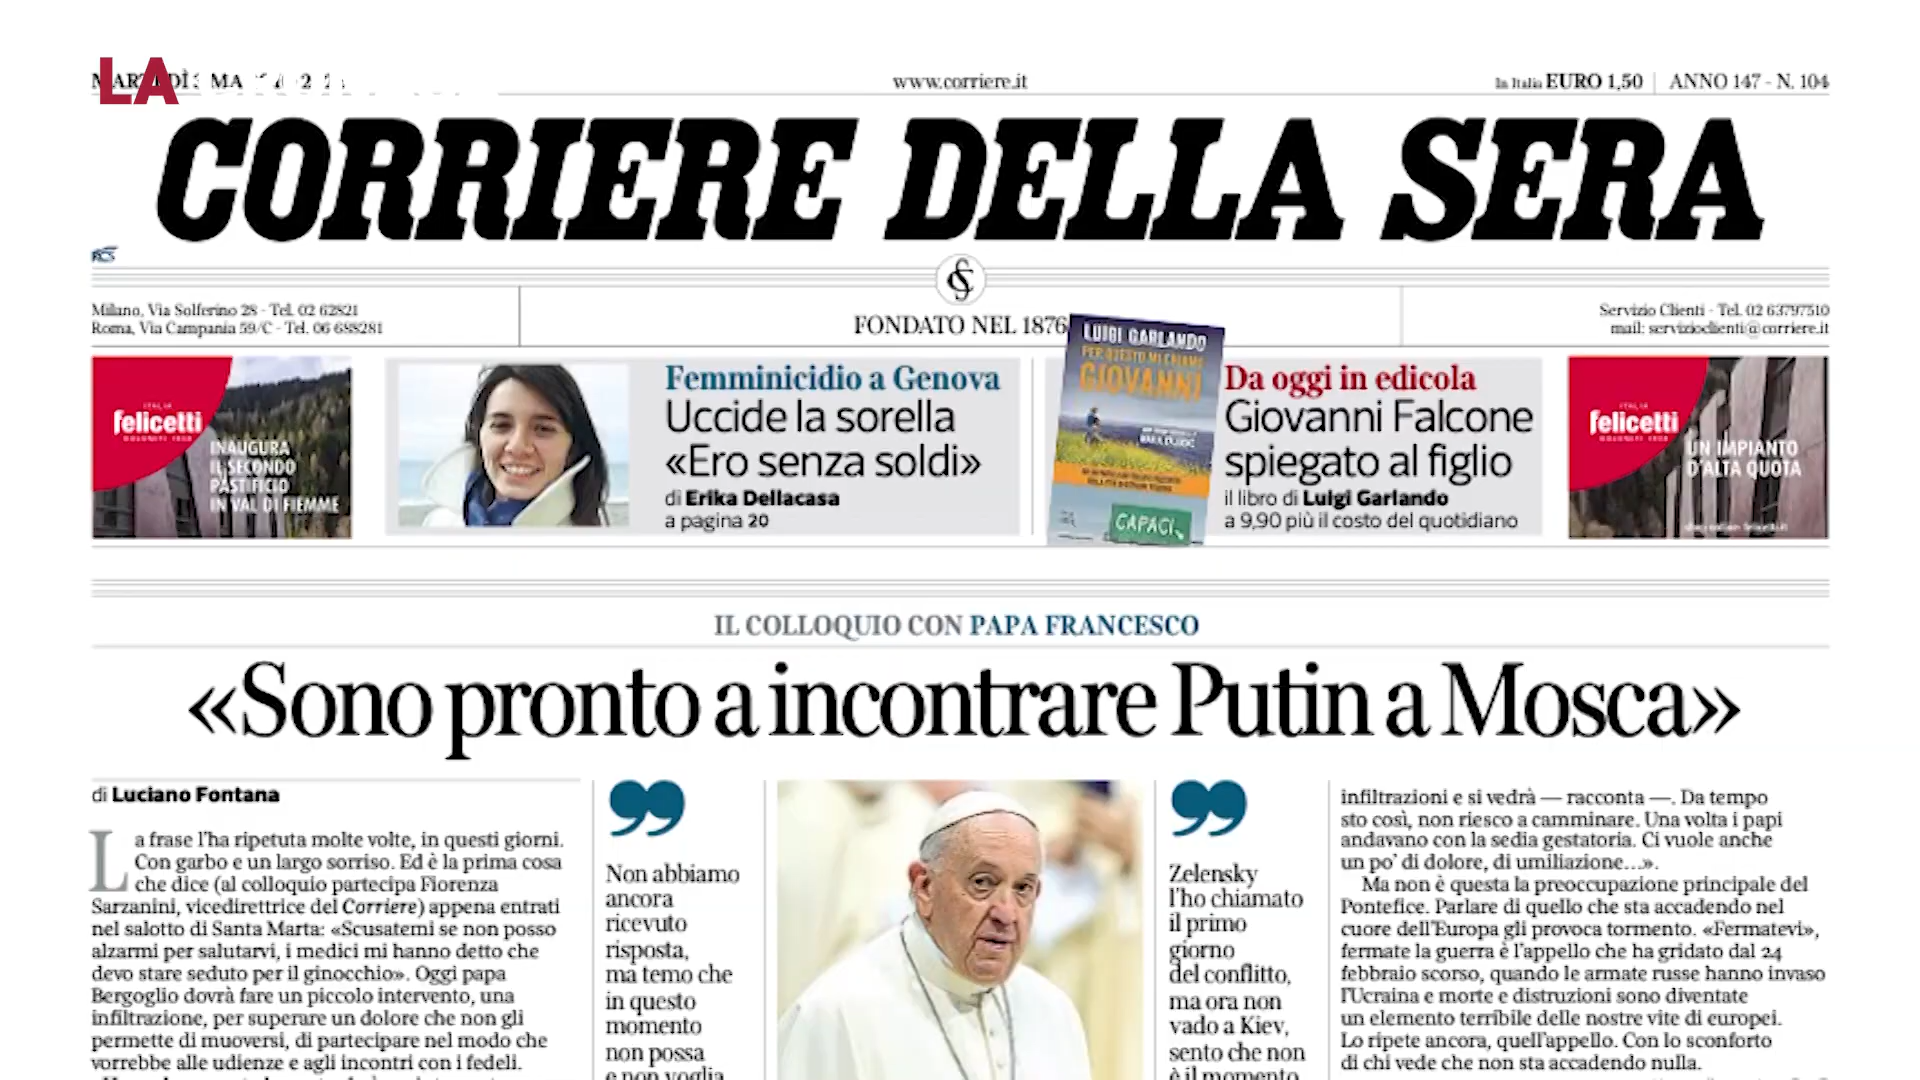 LA
www.corriere.it
In Italia EURO 1,50 | ANNO 147 - N. 104
CORRIERE DELLA SERA
RCS
Milano, Via Solferino 28 - Tel. 02 62821
Roma, Via Campania 59/C - Tel. 06 688281
FONDATO NEL 1876
Servizio Clienti - Tel. 02 63797510
mail: servizioclienti@corriere.it
felicetti
INAUGURA
IL SECONDO
PASTIFICIO
IN VAL DI FIEMME
Femminicidio a Genova
Uccide la sorella
«Ero senza soldi»
di Erika Dellacasa
a pagina 20
LUIGI GARLANDO
PER QUESTO MI CHIAMO
GIOVANNI
CAPACI
Da oggi in edicola
Giovanni Falcone
spiegato al figlio
il libro di Luigi Garlando
a 9,90 più il costo del quotidiano
felicetti
UN IMPIANTO
D'ALTA QUOTA
IL COLLOQUIO CON PAPA FRANCESCO
«Sono pronto a incontrare Putin a Mosca»
di Luciano Fontana
La frase l'ha ripetuta molte volte, in questi giorni.
Con garbo e un largo sorriso. Ed è la prima cosa
che dice (al colloquio partecipa Fiorenza
Sarzanini, vicedirettrice del Corriere) appena entrati
nel salotto di Santa Marta: «Scusatemi se non posso
alzarmi per salutarvi, i medici mi hanno detto che
devo stare seduto per il ginocchio». Oggi papa
Bergoglio dovrà fare un piccolo intervento, una
infiltrazione, per superare un dolore che non gli
permette di muoversi, di partecipare nel modo che
vorrebbe alle udienze e agli incontri con i fedeli.
Non abbiamo
ancora
ricevuto
risposta,
ma temo che
in questo
momento
non possa
e non voglia
Zelensky
l'ho chiamato
il primo
giorno
del conflitto,
ma ora non
vado a Kiev,
sento che non
è il momento
infiltrazioni e si vedrà — racconta —. Da tempo
sto così, non riesco a camminare. Una volta i papi
andavano con la sedia gestatoria. Ci vuole anche
un po' di dolore, di umiliazione...».
Ma non è questa la preoccupazione principale del
Pontefice. Parlare di quello che sta accadendo nel
cuore dell'Europa gli provoca tormento. «Fermatevi»,
fermate la guerra è l'appello che ha gridato dal 24
febbraio scorso, quando le armate russe hanno invaso
l'Ucraina e morte e distruzioni sono diventate
un elemento terribile delle nostre vite di europei.
Lo ripete ancora, quell'appello. Con lo sconforto
di chi vede che non sta accadendo nulla.